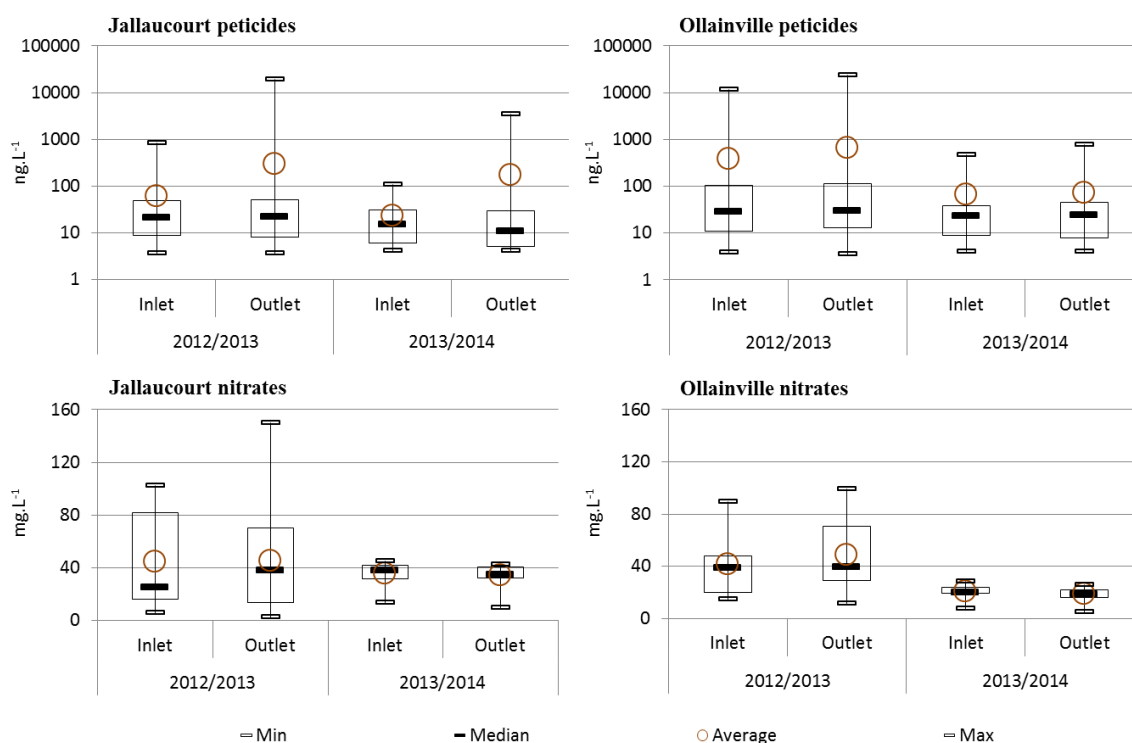 Jallaucourt peticides
100000
10000
1000
100
10
1
ng.L-1
Inlet Outlet Inlet Outlet
2012/2013 2013/2014
Ollainville peticides
100000
10000
1000
100
10
1
ng.L-1
Inlet Outlet Inlet Outlet
2012/2013 2013/2014
Jallaucourt nitrates
160
120
80
40
0
mg.L-1
Inlet Outlet Inlet Outlet
2012/2013 2013/2014
Ollainville nitrates
160
120
80
40
0
mg.L-1
Inlet Outlet Inlet Outlet
2012/2013 2013/2014
Min Median Average Max